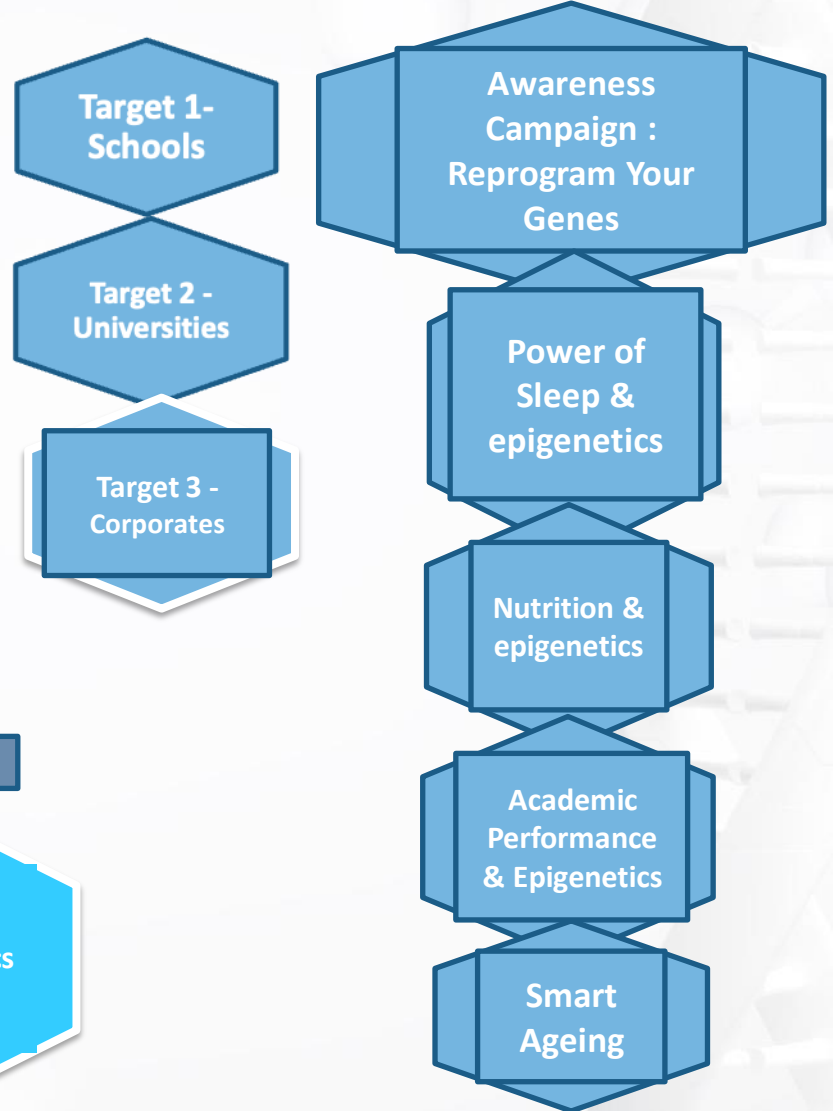 Target 1-
Schools
Target 2 -
Universities
Target 3 -
Corporates
Awareness
Campaign :
Reprogram Your
Genes
Power of
Sleep &
epigenetics
Nutrition &
epigenetics
Academic
Performance
& Epigenetics
Smart
Ageing